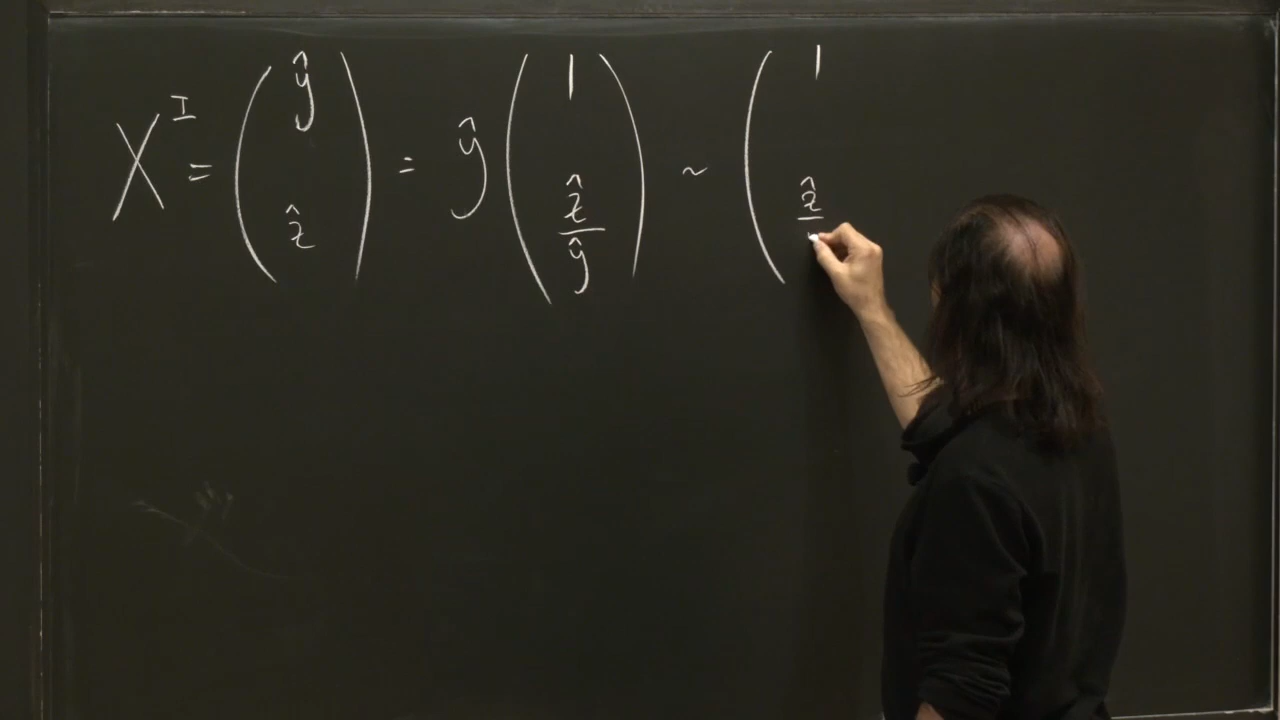 X^I = ( ŷ ẑ ) = ŷ ( 1 ẑ/ŷ ) ~ ( 1 ẑ/